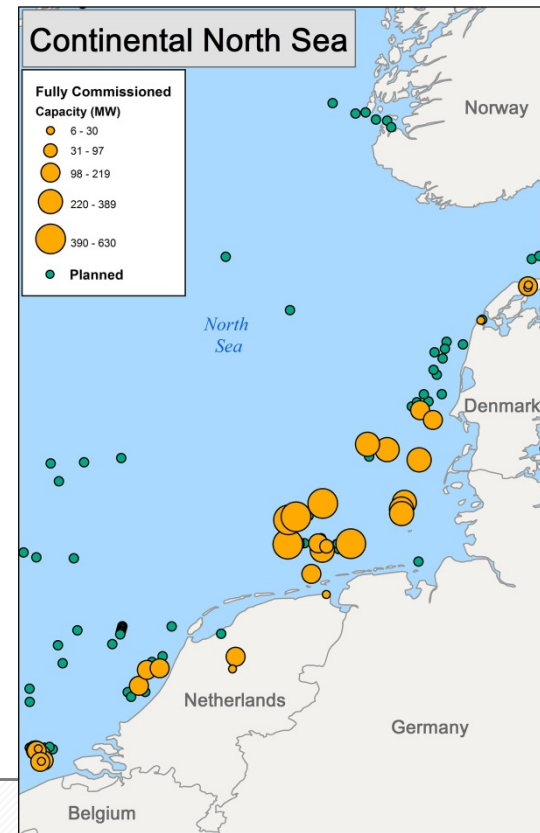 Continental North Sea
Fully Commissioned
Capacity (MW)
6 - 30
31 - 97
98 - 219
220 - 389
390 - 630
Planned
Norway
North
Sea
Denmark
Netherlands
Germany
Belgium